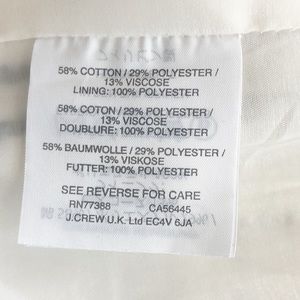 58% COTTON / 29% POLYESTER /
13% VISCOSE
LINING: 100% POLYESTER
58% COTON / 29% POLYESTER /
13% VISCOSE
DOUBLURE: 100% POLYESTER
58% BAUMWOLLE / 29% POLYESTER
/ 13% VISKOSE
FUTTER: 100% POLYESTER
SEE REVERSE FOR CARE
RN77388 CA56445
J.CREW U.K. Ltd EC4V 6JA